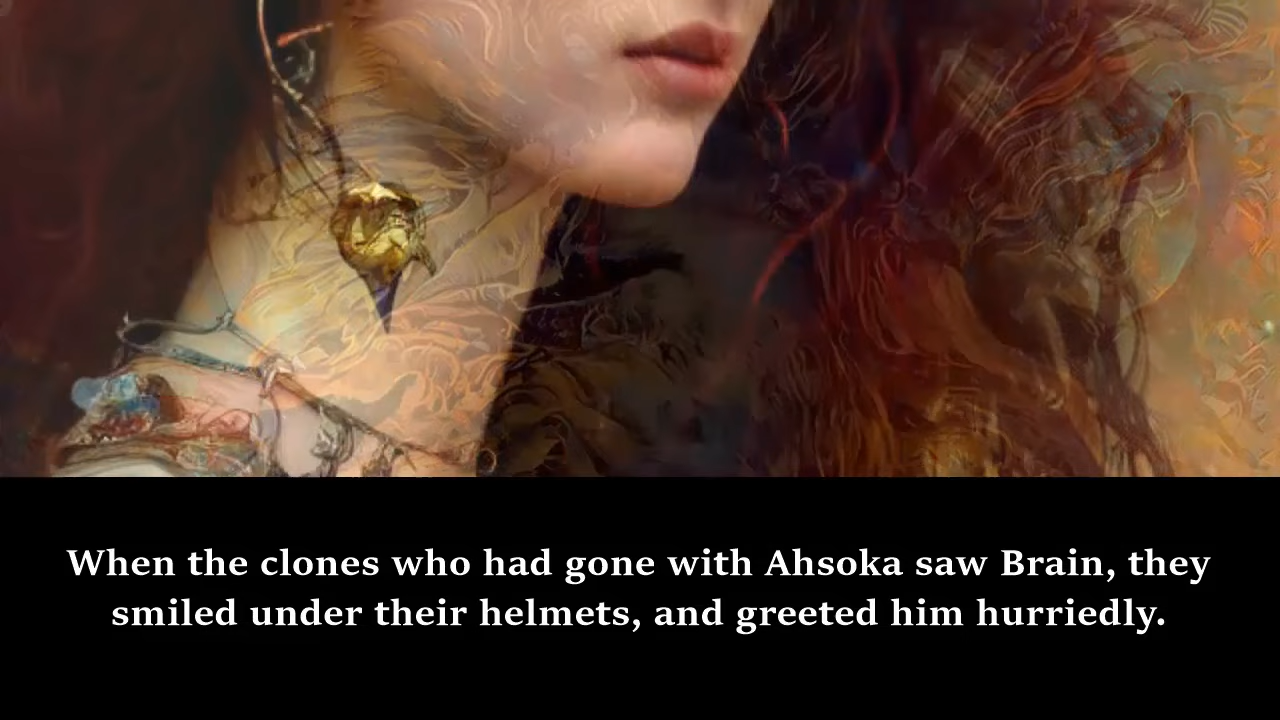 When the clones who had gone with Ahsoka saw Brain, they
smiled under their helmets, and greeted him hurriedly.